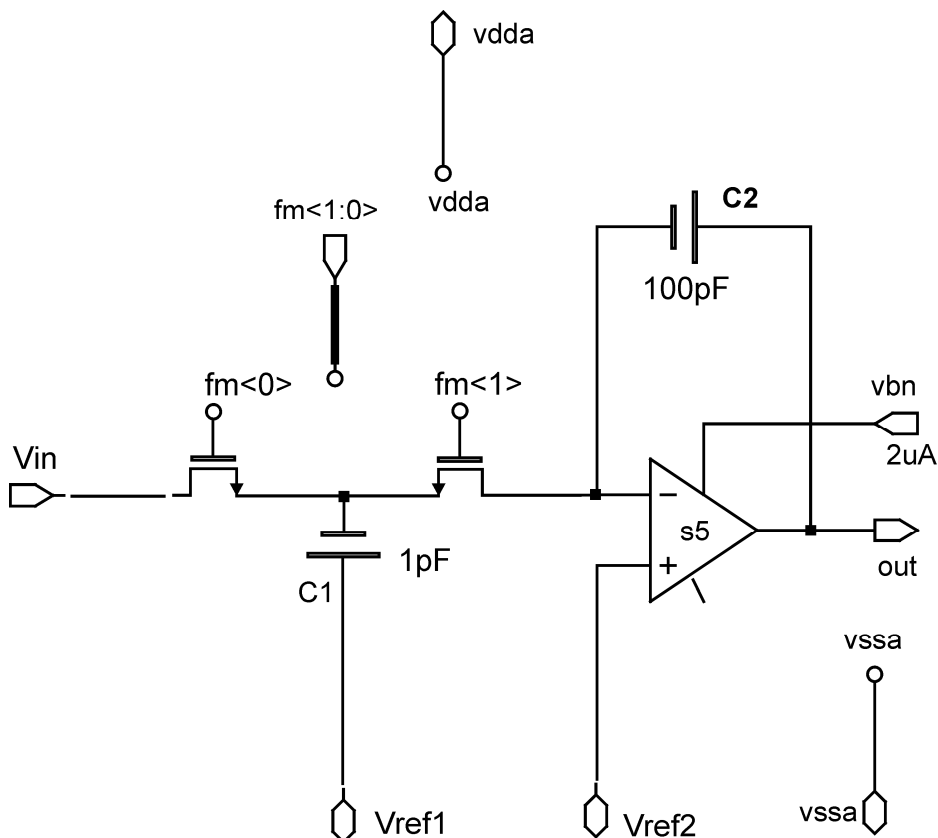 vdda
vdda
C2
fm<1:0>
100pF
fm<0>
fm<1>
vbn
Vin
2uA
−
s5
1pF
+
out
C1
vssa
Vref1
Vref2
vssa